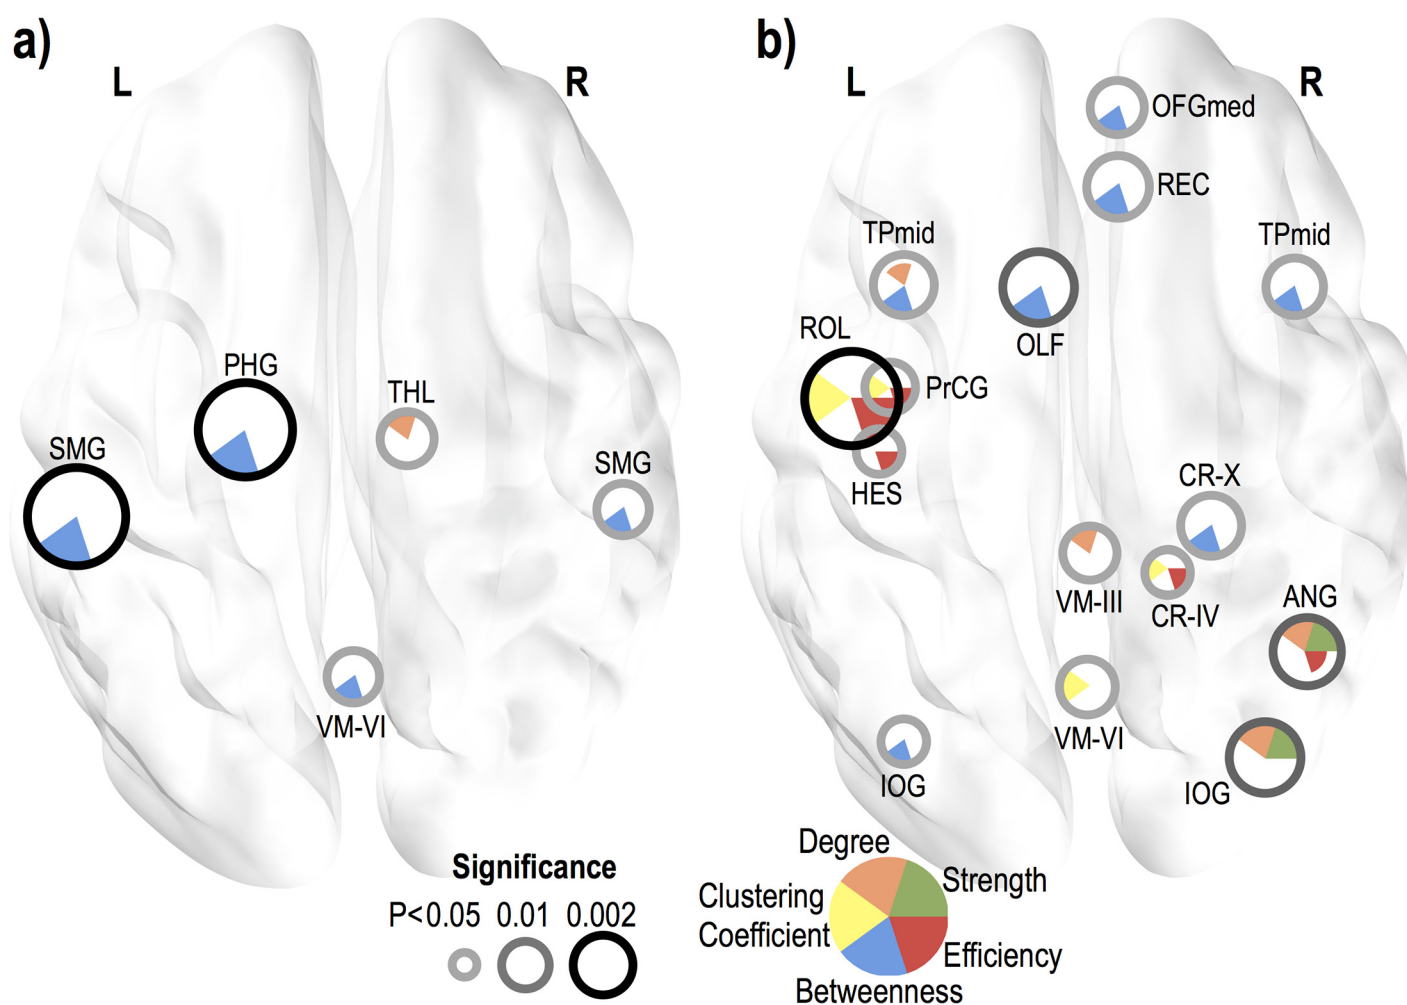 a)
L
R
PHG
THL
SMG
SMG
VM-VI
Significance
P< 0.05 0.01 0.002
b)
L
R
OFGmed
REC
TPmid
TPmid
OLF
ROL
PrCG
HES
CR-X
VM-III
CR-IV
ANG
VM-VI
IOG
IOG
Degree
Strength
Clustering
Coefficient
Efficiency
Betweenness